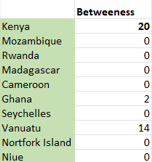 Betweeness
Kenya 20
Mozambique 0
Rwanda 0
Madagascar 0
Cameroon 0
Ghana 2
Seychelles 0
Vanuatu 14
Nortfork Island 0
Niue 0